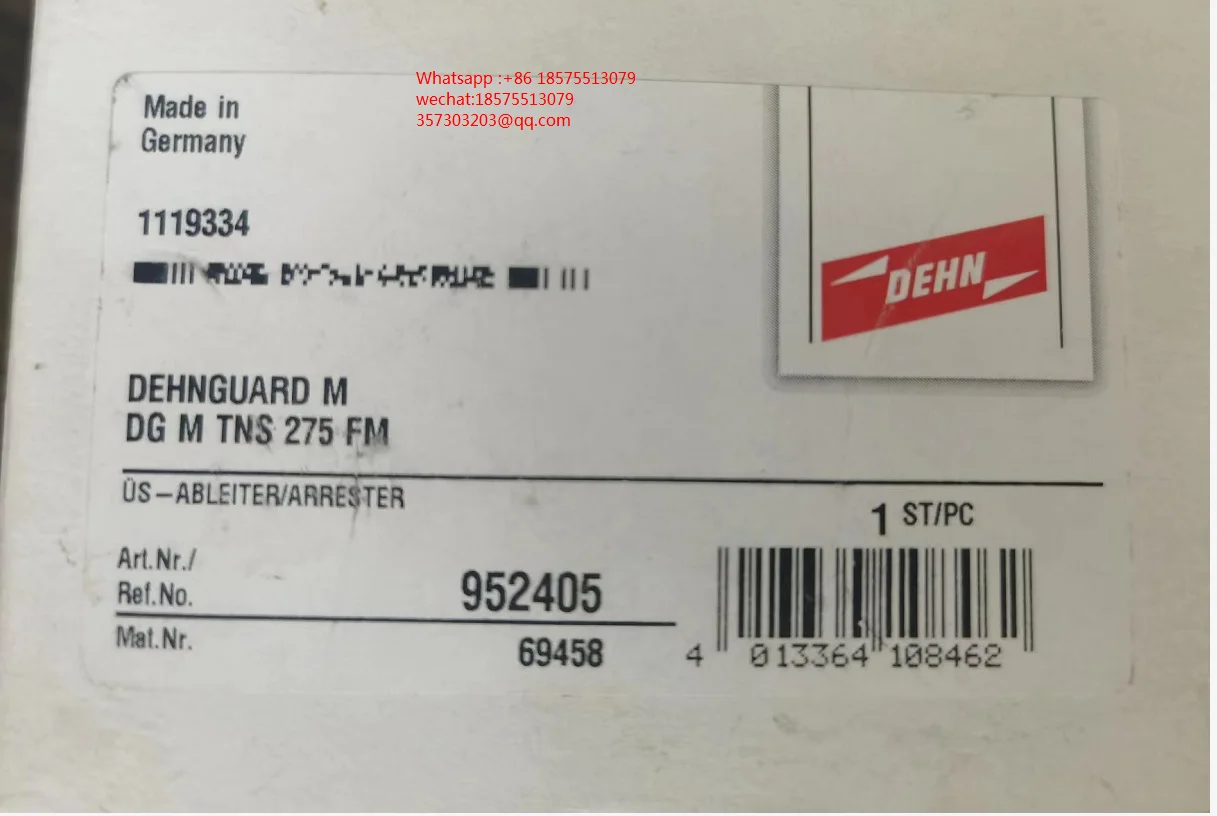 Whatsapp :+86 18575513079
wechat:18575513079
357303203@qq.com
Made in
Germany
1119334
DEHN
DEHNGUARD M
DG M TNS 275 FM
ÜS-ABLEITER/ARRESTER
1 ST/PC
Art.Nr./
Ref.No.
952405
Mat.Nr.
69458
4 013364 108462